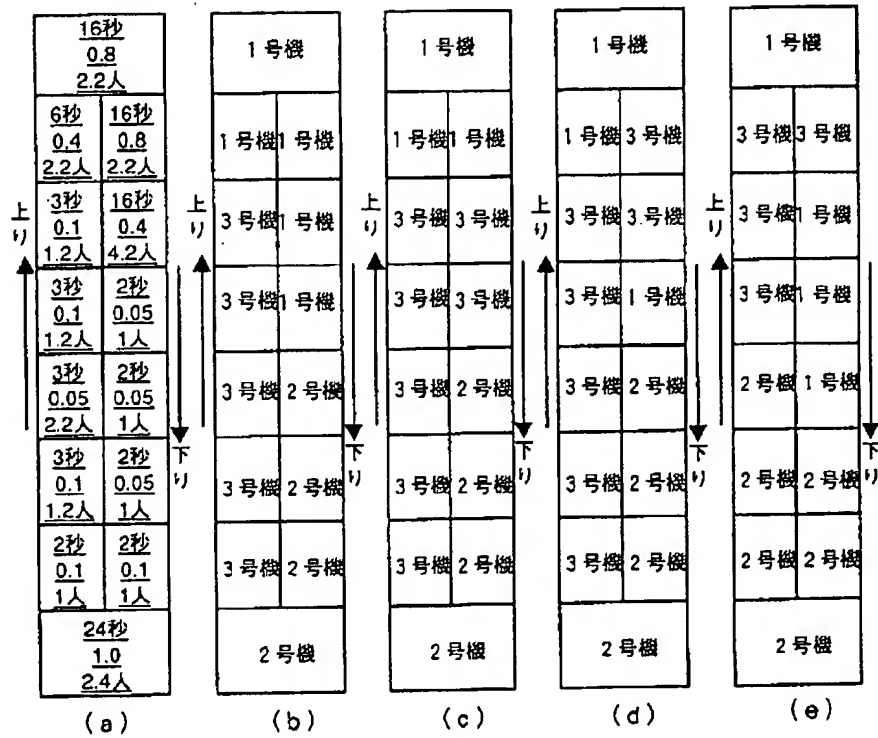 16秒
0.8
2.2人
6秒 16秒
0.4 0.8
2.2人 2.2人
3秒 16秒
0.1 0.4
1.2人 4.2人
3秒 2秒
0.1 0.05
1.2人 1人
3秒 2秒
0.05 0.05
2.2人 1人
3秒 2秒
0.1 0.05
1.2人 1人
2秒 2秒
0.1 0.1
1人 1人
24秒
1.0
2.4人
上り
下り
(a)
1号機
1号機 1号機
3号機 1号機
3号機 1号機
3号機 2号機
3号機 2号機
3号機 2号機
2号機
上り
下り
(b)
1号機
1号機 1号機
3号機 3号機
3号機 3号機
3号機 2号機
3号機 2号機
3号機 2号機
2号機
上り
下り
(c)
1号機
1号機 3号機
3号機 3号機
3号機 1号機
3号機 2号機
3号機 2号機
3号機 2号機
2号機
上り
下り
(d)
1号機
3号機 3号機
3号機 1号機
3号機 1号機
2号機 1号機
2号機 2号機
2号機 2号機
2号機
上り
下り
(e)